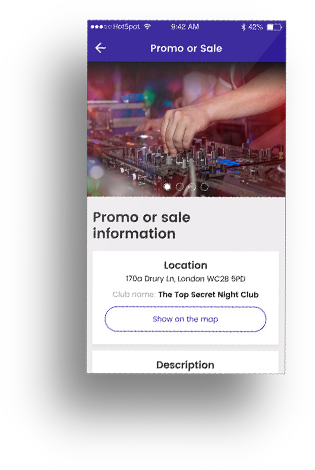 HotSpot 9:42 AM 42%
Promo or Sale
Promo or sale
information
Location
170a Drury Ln, London WC2B 5PD
Club name: The Top Secret Night Club
Show on the map
Description